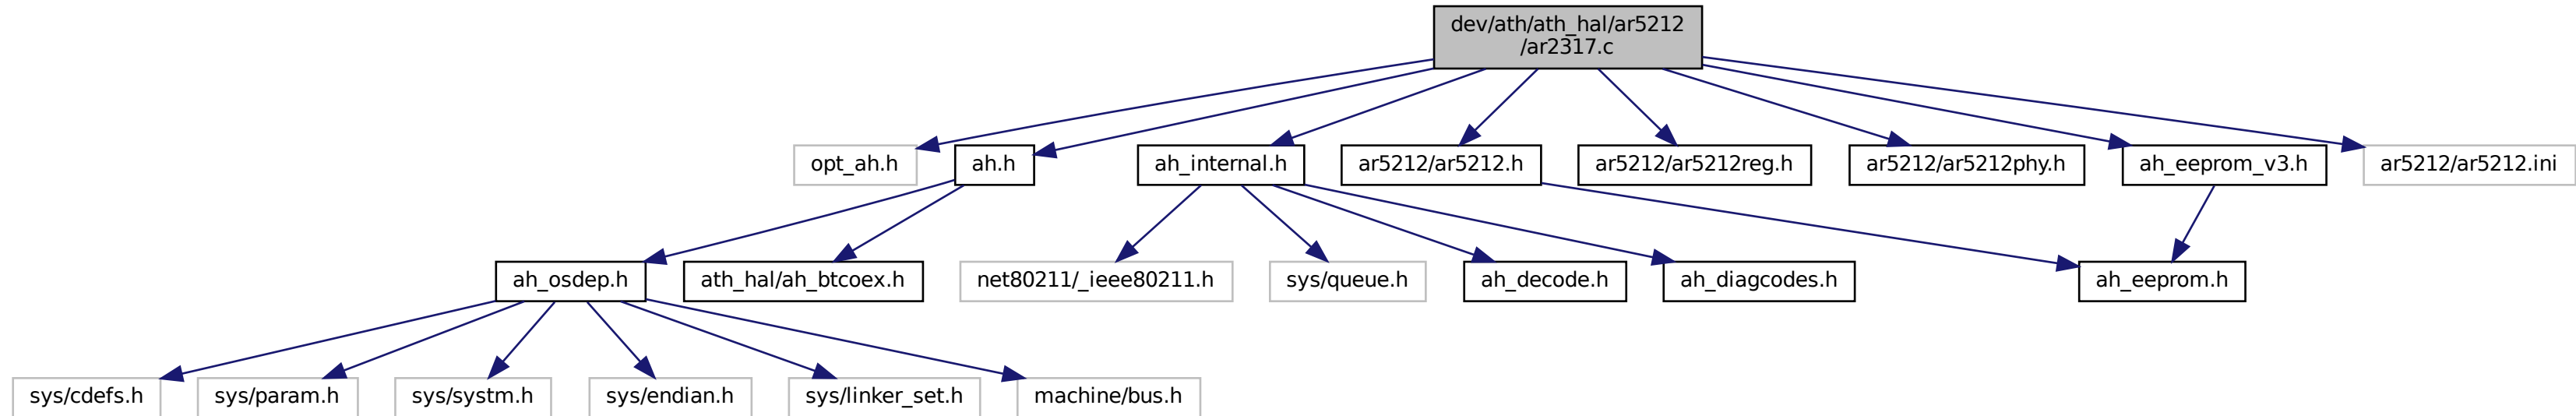 dev/ath/ath_hal/ar5212
/ar2317.c
opt_ah.h
ah.h
ah_internal.h
ar5212/ar5212.h
ar5212/ar5212reg.h
ar5212/ar5212phy.h
ah_eeprom_v3.h
ar5212/ar5212.ini
ah_osdep.h
ath_hal/ah_btcoex.h
net80211/_ieee80211.h
sys/queue.h
ah_decode.h
ah_diagcodes.h
ah_eeprom.h
sys/cdefs.h
sys/param.h
sys/systm.h
sys/endian.h
sys/linker_set.h
machine/bus.h